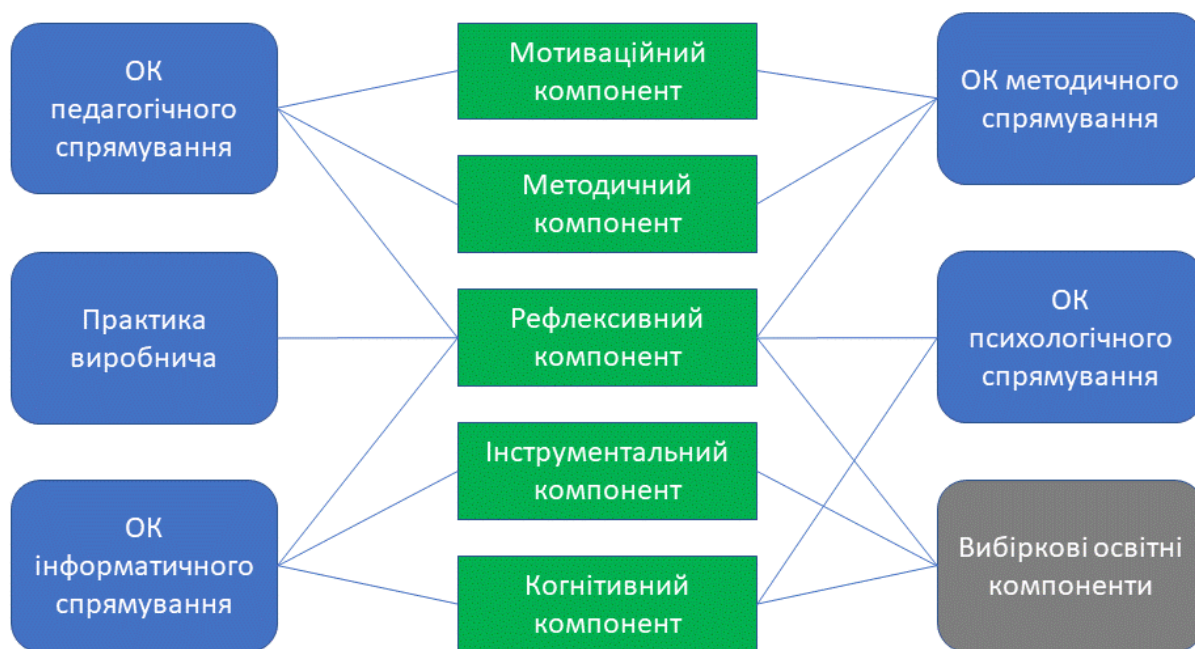 ОК
педагогічного
спрямування
Практика
виробнича
ОК
інформатичного
спрямування
Мотиваційний
компонент
Методичний
компонент
Рефлексивний
компонент
Інструментальний
компонент
Когнітивний
компонент
ОК методичного
спрямування
ОК
психологічного
спрямування
Вибіркові освітні
компоненти